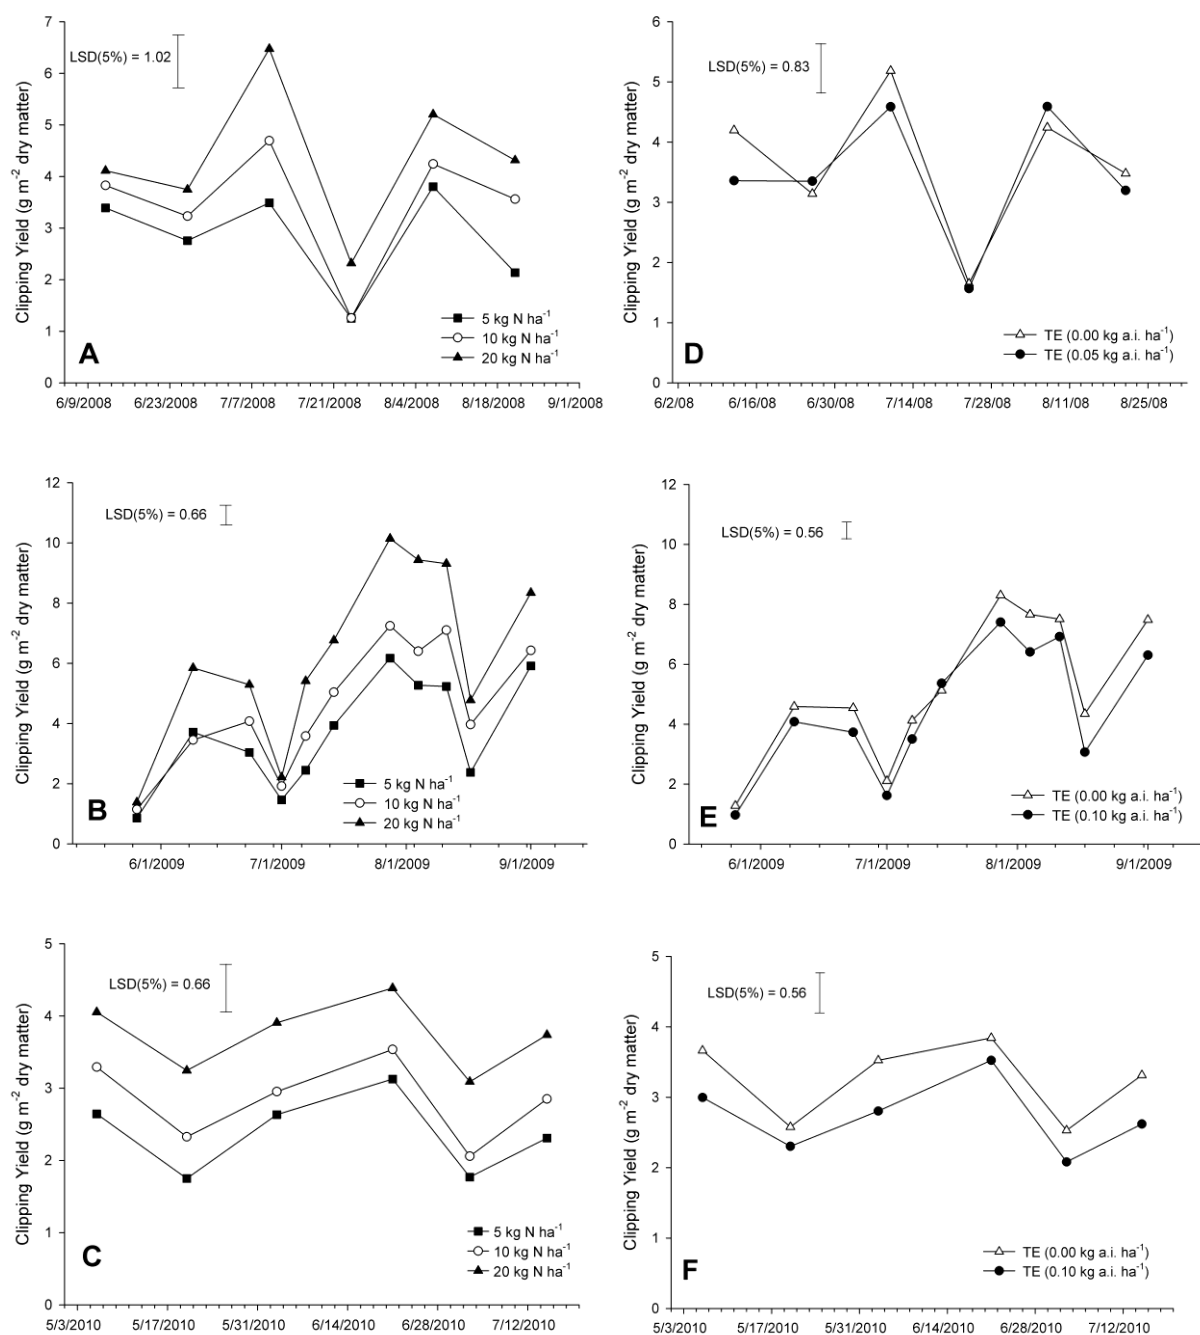 Clipping Yield (g m⁻² dry matter)
7
6
5
4
3
2
1
0
LSD(5%) = 1.02
5 kg N ha⁻¹
10 kg N ha⁻¹
20 kg N ha⁻¹
A
6/9/2008 6/23/2008 7/7/2008 7/21/2008 8/4/2008 8/18/2008 9/1/2008
Clipping Yield (g m⁻² dry matter)
6
5
4
3
2
1
0
LSD(5%) = 0.83
TE (0.00 kg a.i. ha⁻¹)
TE (0.05 kg a.i. ha⁻¹)
D
6/2/08 6/16/08 6/30/08 7/14/08 7/28/08 8/11/08 8/25/08
Clipping Yield (g m⁻² dry matter)
12
10
8
6
4
2
0
LSD(5%) = 0.66
5 kg N ha⁻¹
10 kg N ha⁻¹
20 kg N ha⁻¹
B
6/1/2009 7/1/2009 8/1/2009 9/1/2009
Clipping Yield (g m⁻² dry matter)
12
10
8
6
4
2
0
LSD(5%) = 0.56
TE (0.00 kg a.i. ha⁻¹)
TE (0.10 kg a.i. ha⁻¹)
E
6/1/2009 7/1/2009 8/1/2009 9/1/2009
Clipping Yield (g m⁻² dry matter)
5
4
3
2
1
0
LSD(5%) = 0.66
5 kg N ha⁻¹
10 kg N ha⁻¹
20 kg N ha⁻¹
C
5/3/2010 5/17/2010 5/31/2010 6/14/2010 6/28/2010 7/12/2010
Clipping Yield (g m⁻² dry matter)
5
4
3
2
1
0
LSD(5%) = 0.56
TE (0.00 kg a.i. ha⁻¹)
TE (0.10 kg a.i. ha⁻¹)
F
5/3/2010 5/17/2010 5/31/2010 6/14/2010 6/28/2010 7/12/2010